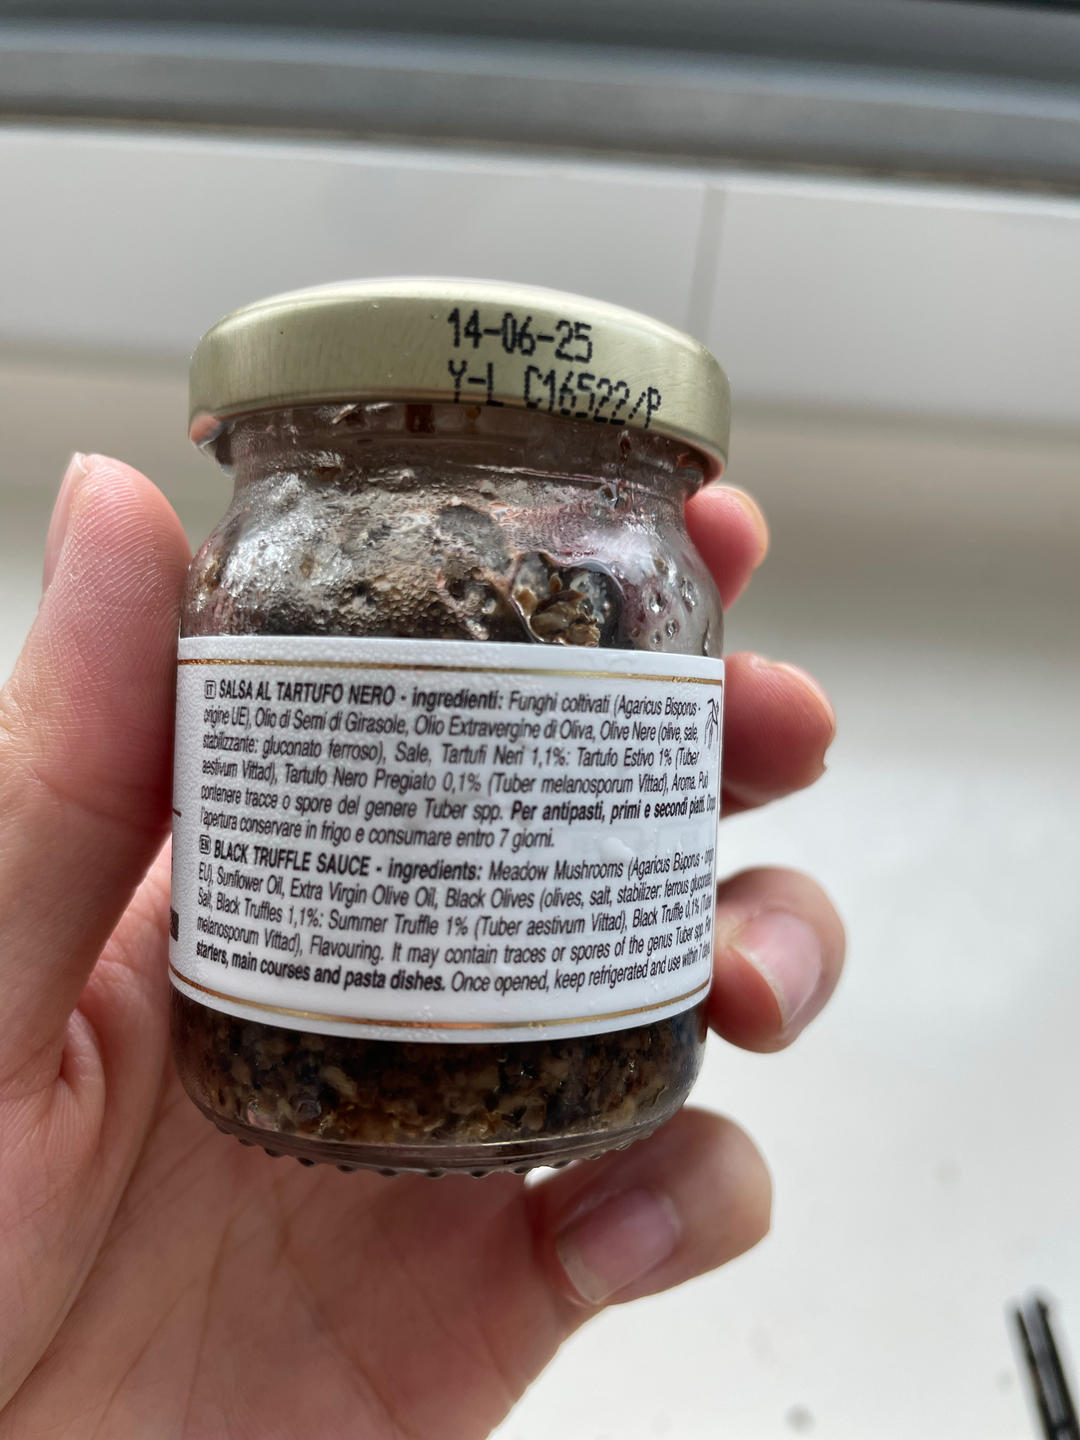 14-06-25
Y-L C16522/P
IT SALSA AL TARTUFO NERO - ingredienti: Funghi coltivati (Agaricus Bisporus -
origine UE), Olio di Semi di Girasole, Olio Extravergine di Oliva, Olive Nere (olive, sale,
stabilizzante: gluconato ferroso), Sale, Tartufi Neri 1,1%: Tartufo Estivo 1% (Tuber
aestivum Vittad), Tartufo Nero Pregiato 0,1% (Tuber melanosporum Vittad), Aroma. Può
contenere tracce o spore del genere Tuber spp. Per antipasti, primi e secondi piatti. Dopo
l'apertura conservare in frigo e consumare entro 7 giorni.
EN BLACK TRUFFLE SAUCE - ingredients: Meadow Mushrooms (Agaricus Bisporus - origin
EU), Sunflower Oil, Extra Virgin Olive Oil, Black Olives (olives, salt, stabilizer: ferrous gluconate)
Salt, Black Truffles 1,1%: Summer Truffle 1% (Tuber aestivum Vittad), Black Truffle 0,1% (Tuber
melanosporum Vittad), Flavouring. It may contain traces or spores of the genus Tuber spp. For
starters, main courses and pasta dishes. Once opened, keep refrigerated and use within 7 days.